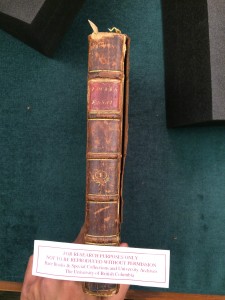 FOR RESEARCH PURPOSES ONLY
NOT TO BE REPRODUCED WITHOUT PERMISSION
Rare Books & Special Collections and University Archives
The University of British Columbia